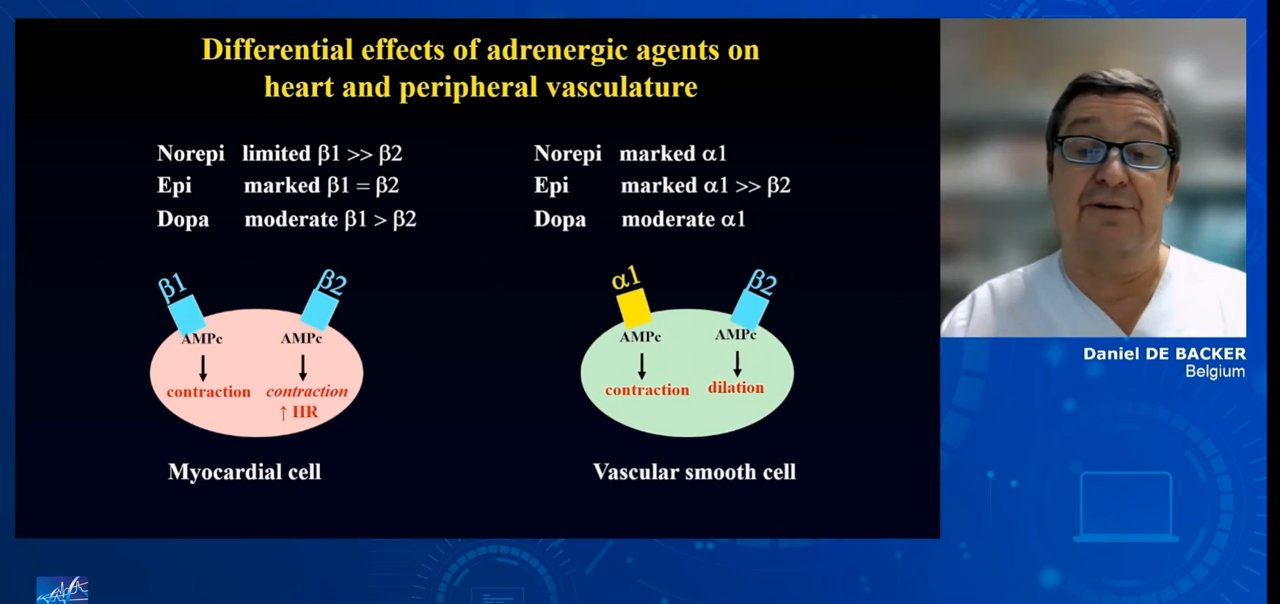 Differential effects of adrenergic agents on
heart and peripheral vasculature
Norepi limited β1 >> β2
Epi marked β1 = β2
Dopa moderate β1 > β2
Norepi marked α1
Epi marked α1 >> β2
Dopa moderate α1
β1
β2
AMPc
AMPc
contraction
contraction
↑ HR
Myocardial cell
α1
β2
AMPc
AMPc
contraction
dilation
Vascular smooth cell
Daniel DE BACKER
Belgium